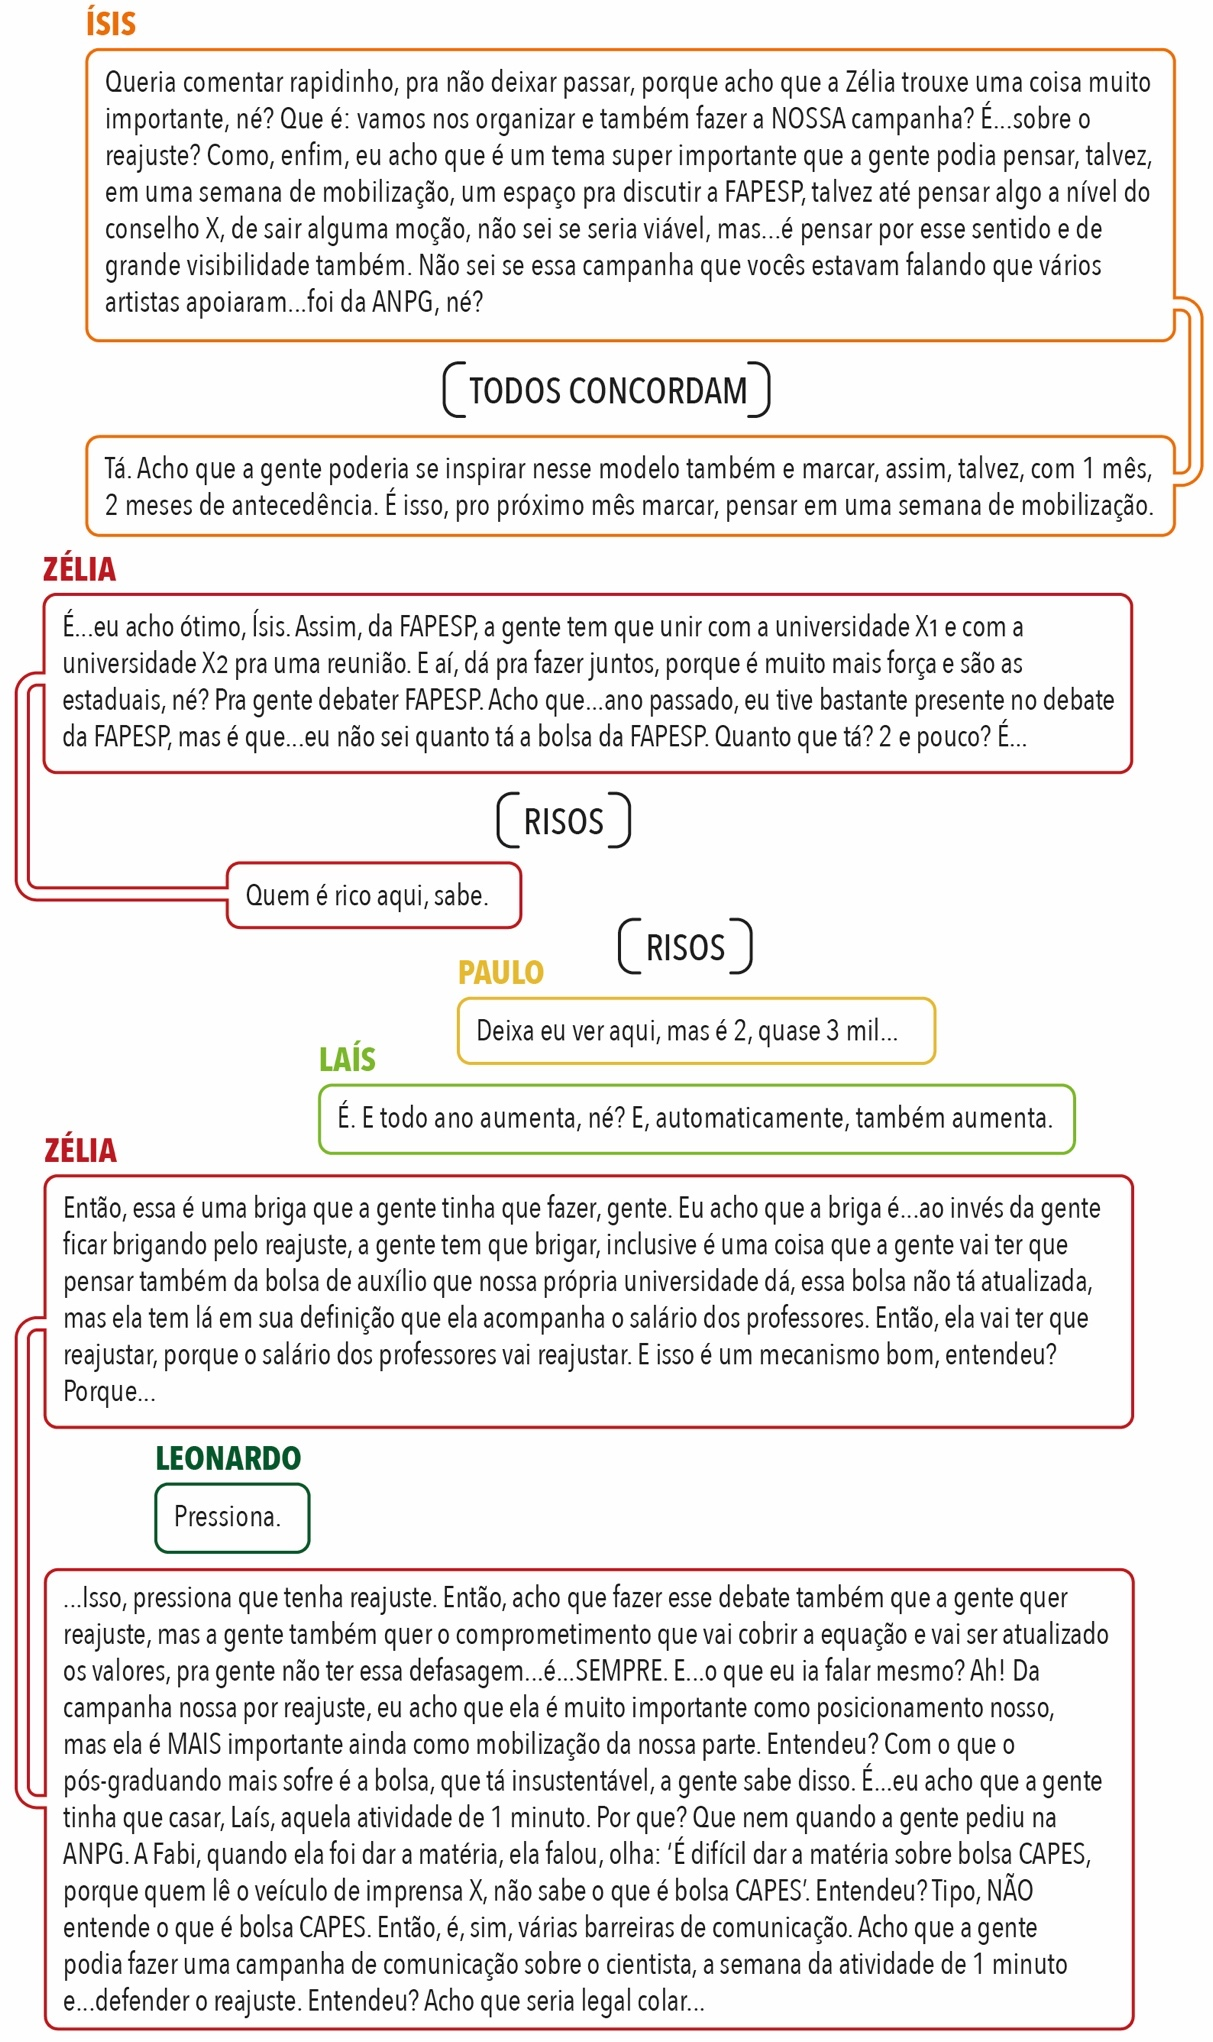 ÍSIS
Queria comentar rapidinho, pra não deixar passar, porque acho que a Zélia trouxe uma coisa muito
importante, né? Que é: vamos nos organizar e também fazer a NOSSA campanha? É...sobre o
reajuste? Como, enfim, eu acho que é um tema super importante que a gente podia pensar, talvez,
em uma semana de mobilização, um espaço pra discutir a FAPESP, talvez até pensar algo a nível do
conselho X, de sair alguma moção, não sei se seria viável, mas...é pensar por esse sentido e de
grande visibilidade também. Não sei se essa campanha que vocês estavam falando que vários
artistas apoiaram...foi da ANPG, né?
[TODOS CONCORDAM]
Tá. Acho que a gente poderia se inspirar nesse modelo também e marcar, assim, talvez, com 1 mês,
2 meses de antecedência. É isso, pro próximo mês marcar, pensar em uma semana de mobilização.
ZÉLIA
É...eu acho ótimo, Ísis. Assim, da FAPESP, a gente tem que unir com a universidade X1 e com a
universidade X2 pra uma reunião. E aí, dá pra fazer juntos, porque é muito mais força e são as
estaduais, né? Pra gente debater FAPESP. Acho que...ano passado, eu tive bastante presente no debate
da FAPESP, mas é que...eu não sei quanto tá a bolsa da FAPESP. Quanto que tá? 2 e pouco? É...
[RISOS]
Quem é rico aqui, sabe.
[RISOS]
PAULO
Deixa eu ver aqui, mas é 2, quase 3 mil...
LAÍS
É. E todo ano aumenta, né? E, automaticamente, também aumenta.
ZÉLIA
Então, essa é uma briga que a gente tinha que fazer, gente. Eu acho que a briga é...ao invés da gente
ficar brigando pelo reajuste, a gente tem que brigar, inclusive é uma coisa que a gente vai ter que
pensar também da bolsa de auxílio que nossa própria universidade dá, essa bolsa não tá atualizada,
mas ela tem lá em sua definição que ela acompanha o salário dos professores. Então, ela vai ter que
reajustar, porque o salário dos professores vai reajustar. E isso é um mecanismo bom, entendeu?
Porque...
LEONARDO
Pressiona.
...Isso, pressiona que tenha reajuste. Então, acho que fazer esse debate também que a gente quer
reajuste, mas a gente também quer o comprometimento que vai cobrir a equação e vai ser atualizado
os valores, pra gente não ter essa defasagem...é...SEMPRE. E...o que eu ia falar mesmo? Ah! Da
campanha nossa por reajuste, eu acho que ela é muito importante como posicionamento nosso,
mas ela é MAIS importante ainda como mobilização da nossa parte. Entendeu? Com o que o
pós-graduando mais sofre é a bolsa, que tá insustentável, a gente sabe disso. É...eu acho que a gente
tinha que casar, Laís, aquela atividade de 1 minuto. Por que? Que nem quando a gente pediu na
ANPG. A Fabi, quando ela foi dar a matéria, ela falou, olha: ‘É difícil dar a matéria sobre bolsa CAPES,
porque quem lê o veículo de imprensa X, não sabe o que é bolsa CAPES’. Entendeu? Tipo, NÃO
entende o que é bolsa CAPES. Então, é, sim, várias barreiras de comunicação. Acho que a gente
podia fazer uma campanha de comunicação sobre o cientista, a semana da atividade de 1 minuto
e...defender o reajuste. Entendeu? Acho que seria legal colar...